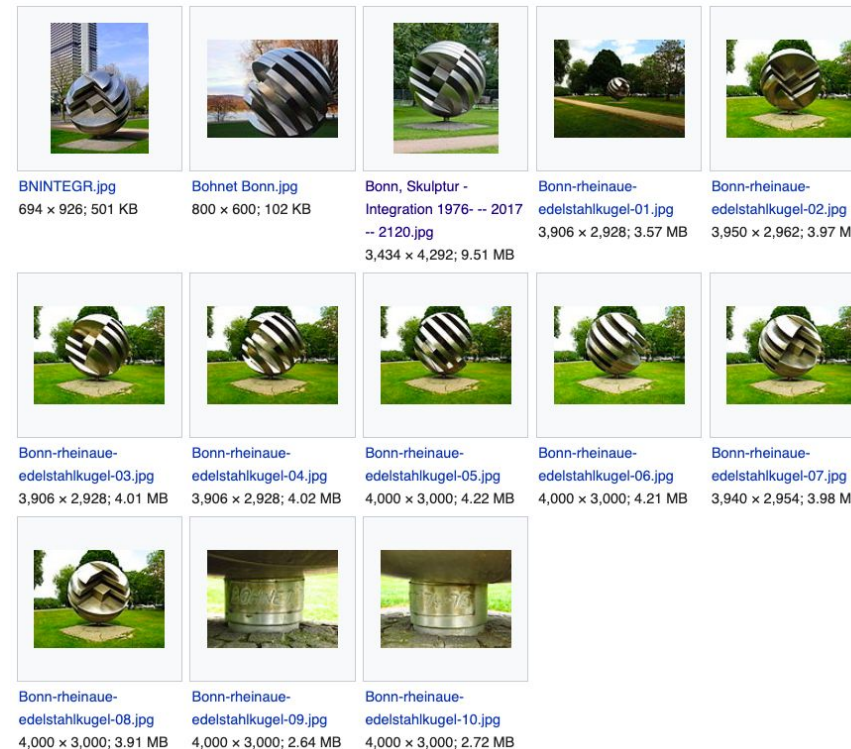 BNINTEGR.jpg
694 × 926; 501 KB
Bohnet Bonn.jpg
800 × 600; 102 KB
Bonn, Skulptur -
Integration 1976- -- 2017
-- 2120.jpg
3,434 × 4,292; 9.51 MB
Bonn-rheinaue-
edelstahlkugel-01.jpg
3,906 × 2,928; 3.57 MB
Bonn-rheinaue-
edelstahlkugel-02.jpg
3,950 × 2,962; 3.97 M
Bonn-rheinaue-
edelstahlkugel-03.jpg
3,906 × 2,928; 4.01 MB
Bonn-rheinaue-
edelstahlkugel-04.jpg
3,906 × 2,928; 4.02 MB
Bonn-rheinaue-
edelstahlkugel-05.jpg
4,000 × 3,000; 4.22 MB
Bonn-rheinaue-
edelstahlkugel-06.jpg
4,000 × 3,000; 4.21 MB
Bonn-rheinaue-
edelstahlkugel-07.jpg
3,940 × 2,954; 3.98 M
Bonn-rheinaue-
edelstahlkugel-08.jpg
4,000 × 3,000; 3.91 MB
Bonn-rheinaue-
edelstahlkugel-09.jpg
4,000 × 3,000; 2.64 MB
Bonn-rheinaue-
edelstahlkugel-10.jpg
4,000 × 3,000; 2.72 MB